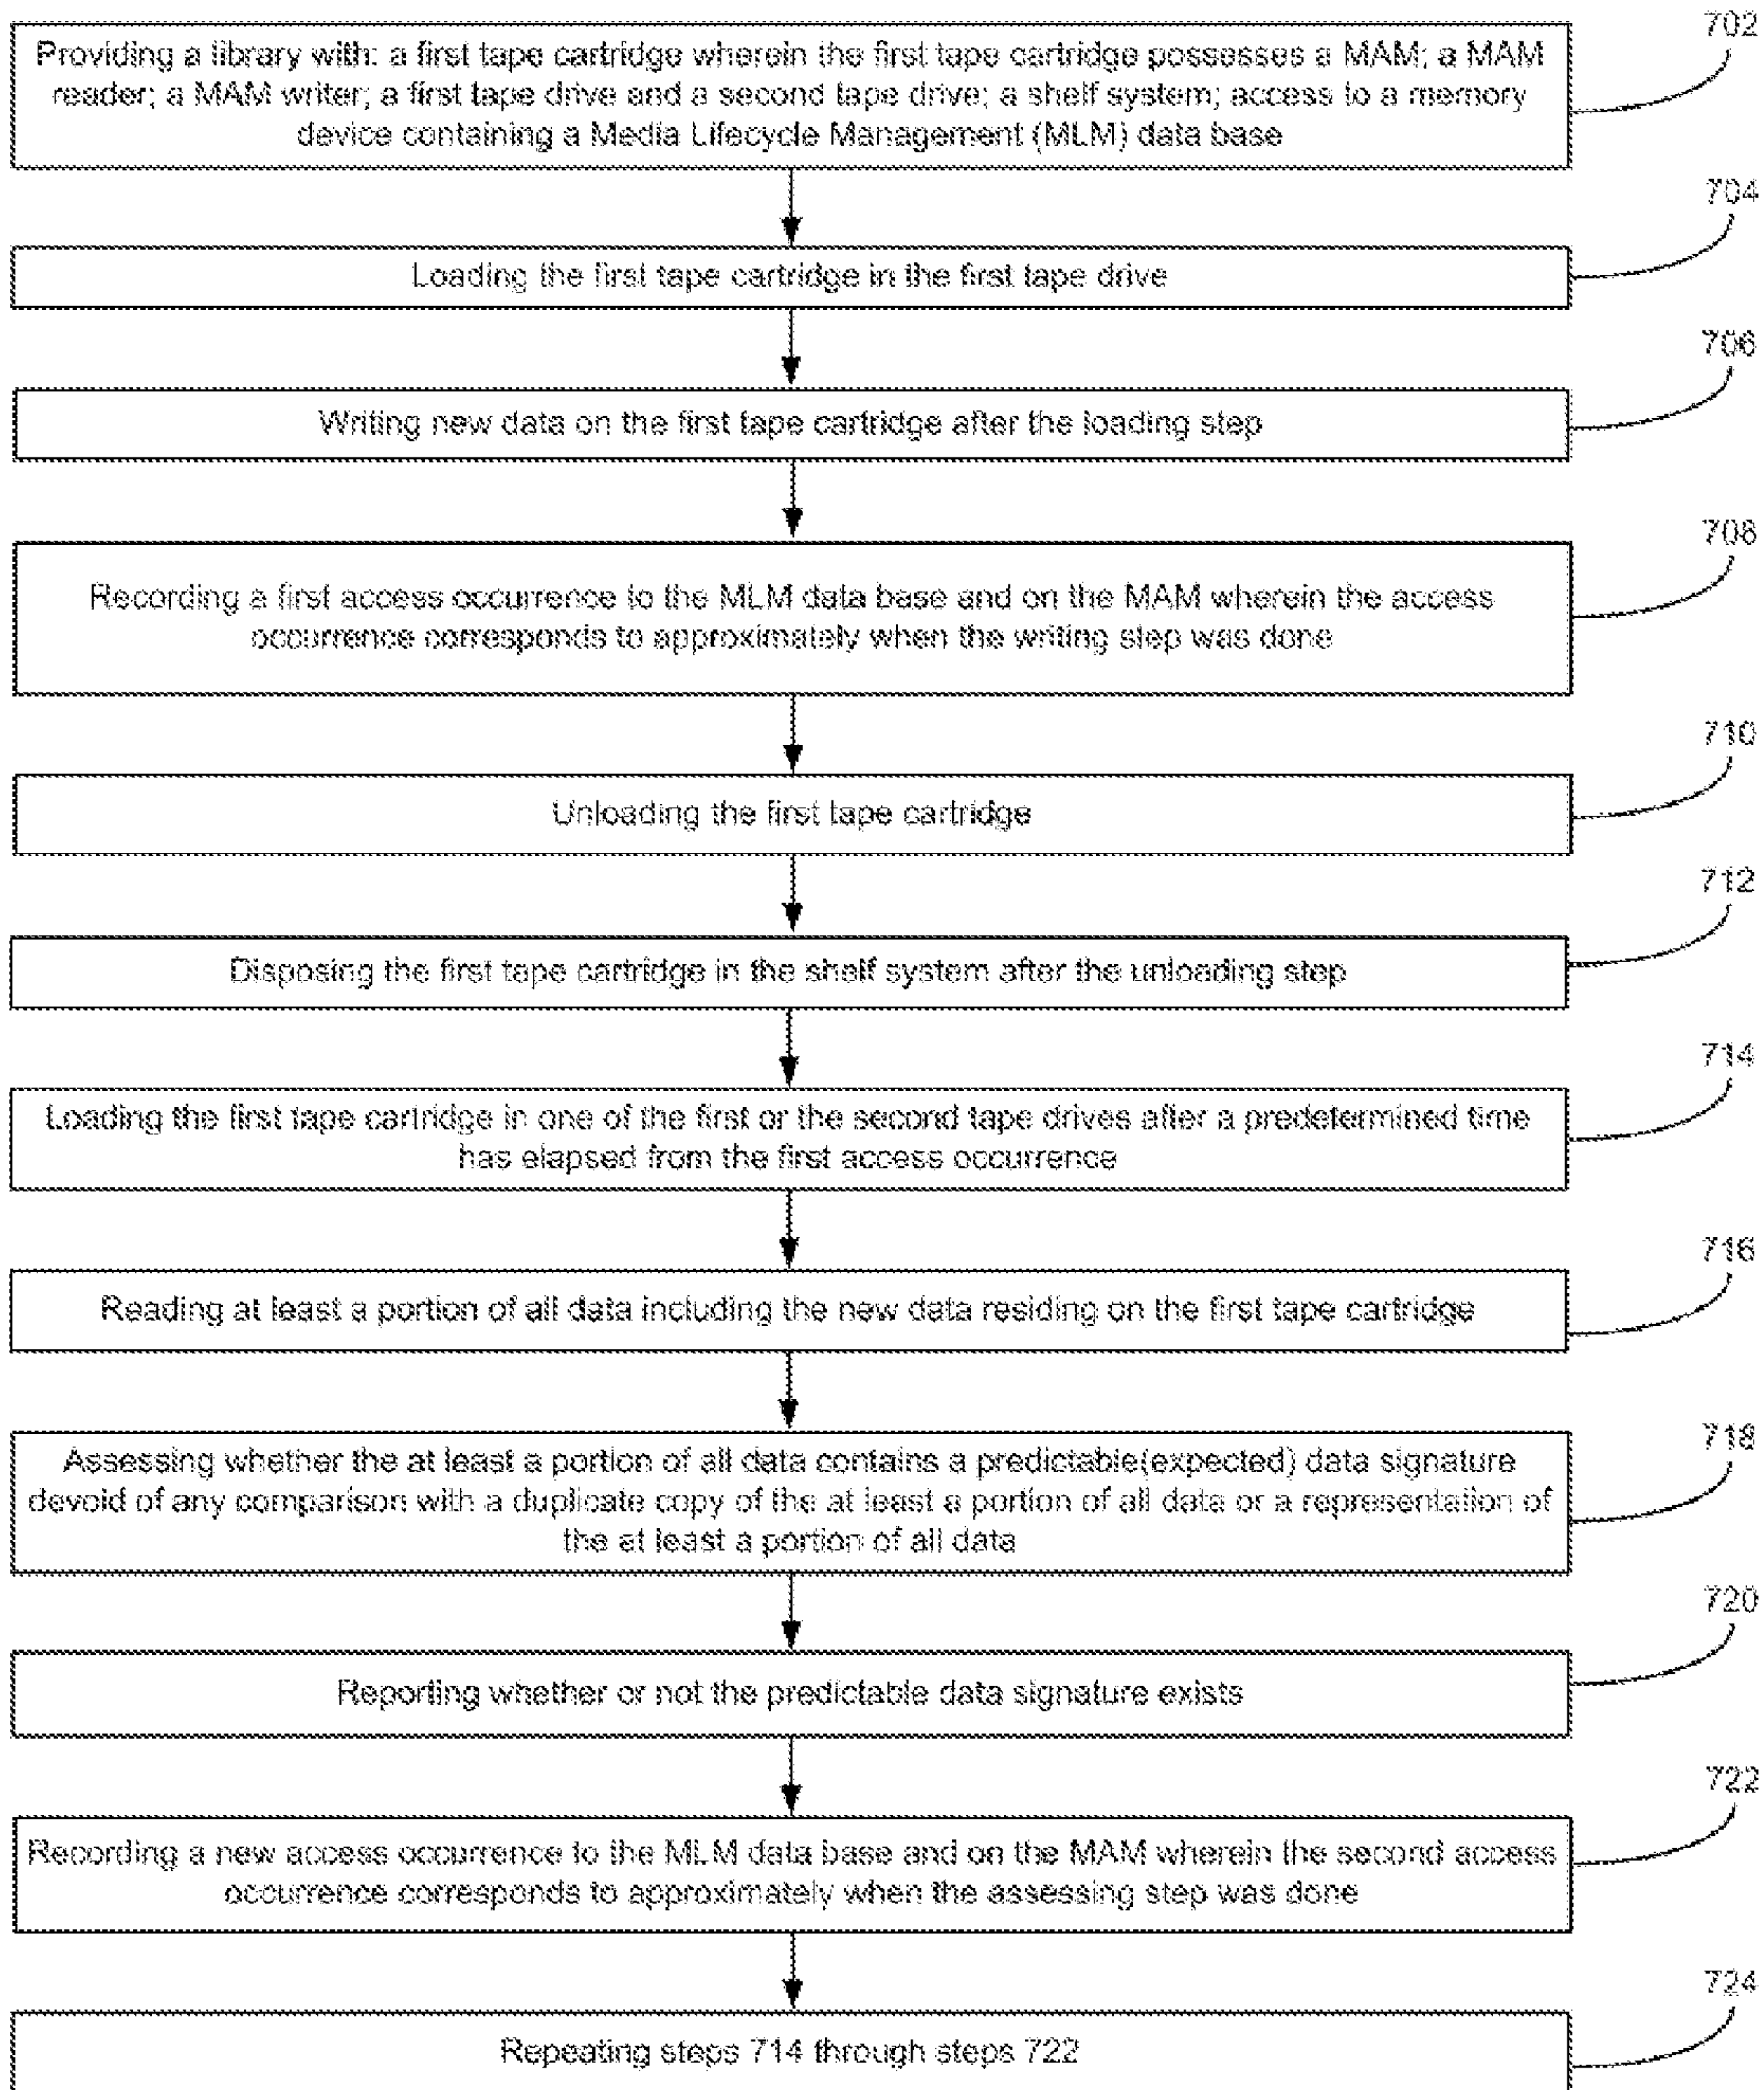 702
Providing a library with: a first tape cartridge wherein the first tape cartridge possesses a MAM; a MAM
reader; a MAM writer; a first tape drive and a second tape drive; a shelf system; access to a memory
device containing a Media Lifecycle Management (MLM) data base
704
Loading the first tape cartridge in the first tape drive
706
Writing new data on the first tape cartridge after the loading step
708
Recording a first access occurrence to the MLM data base and on the MAM wherein the access
occurrence corresponds to approximately when the writing step was done
710
Unloading the first tape cartridge
712
Disposing the first tape cartridge in the shelf system after the unloading step
714
Loading the first tape cartridge in one of the first or the second tape drives after a predetermined time
has elapsed from the first access occurrence
716
Reading at least a portion of all data including the new data residing on the first tape cartridge
718
Assessing whether the at least a portion of all data contains a predictable(expected) data signature
devoid of any comparison with a duplicate copy of the at least a portion of all data or a representation of
the at least a portion of all data
720
Reporting whether or not the predictable data signature exists
722
Recording a new access occurrence to the MLM data base and on the MAM wherein the second access
occurrence corresponds to approximately when the assessing step was done
724
Repeating steps 714 through steps 722